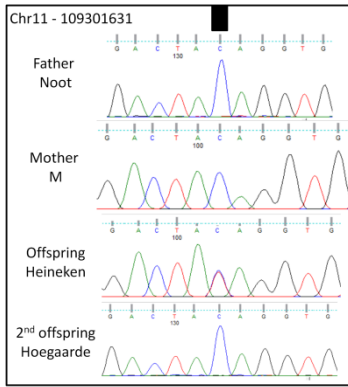 Chr11 - 109301631
G A C T A C A G G T G
130
Father
Noot
G A C T A C A G G T G
100
Mother
M
G A C T A C A G G T G
100
Offspring
Heineken
G A C T A C A G G T G
130
2nd offspring
Hoegaarde